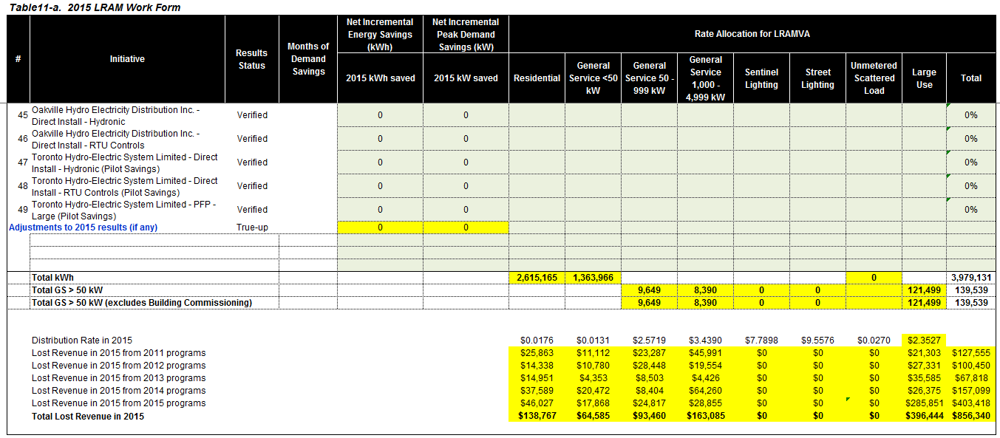 Table11-a. 2015 LRAM Work Form
# Initiative Results Status Months of Demand Savings Net Incremental Energy Savings (kWh) Net Incremental Peak Demand Savings (kW) Rate Allocation for LRAMVA
2015 kWh saved 2015 kW saved Residential General Service <50 kW General Service 50 - 999 kW General Service 1,000 - 4,999 kW Sentinel Lighting Street Lighting Unmetered Scattered Load Large Use Total
45 Oakville Hydro Electricity Distribution Inc. - Direct Install - Hydronic Verified 0 0 0%
46 Oakville Hydro Electricity Distribution Inc. - Direct Install - RTU Controls Verified 0 0 0%
47 Toronto Hydro-Electric System Limited - Direct Install - Hydronic (Pilot Savings) Verified 0 0 0%
48 Toronto Hydro-Electric System Limited - Direct Install - RTU Controls (Pilot Savings) Verified 0 0 0%
49 Toronto Hydro-Electric System Limited - PFP - Large (Pilot Savings) Verified 0 0 0%
Adjustments to 2015 results (if any) True-up 0 0
Total kWh 2,615,165 1,363,966 0 3,979,131
Total GS > 50 kW 9,649 8,390 0 0 121,499 139,539
Total GS > 50 kW (excludes Building Commissioning) 9,649 8,390 0 0 121,499 139,539
Distribution Rate in 2015 $0.0176 $0.0131 $2.5719 $3.4390 $7.7898 $9.5576 $0.0270 $2.3527
Lost Revenue in 2015 from 2011 programs $25,863 $11,112 $23,287 $45,991 $0 $0 $0 $21,303 $127,555
Lost Revenue in 2015 from 2012 programs $14,338 $10,780 $28,448 $19,554 $0 $0 $0 $27,331 $100,450
Lost Revenue in 2015 from 2013 programs $14,951 $4,353 $8,503 $4,426 $0 $0 $0 $35,585 $67,818
Lost Revenue in 2015 from 2014 programs $37,589 $20,472 $8,404 $64,260 $0 $0 $0 $26,375 $157,099
Lost Revenue in 2015 from 2015 programs $46,027 $17,868 $24,817 $28,855 $0 $0 $0 $285,851 $403,418
Total Lost Revenue in 2015 $138,767 $64,585 $93,460 $163,085 $0 $0 $0 $396,444 $856,340